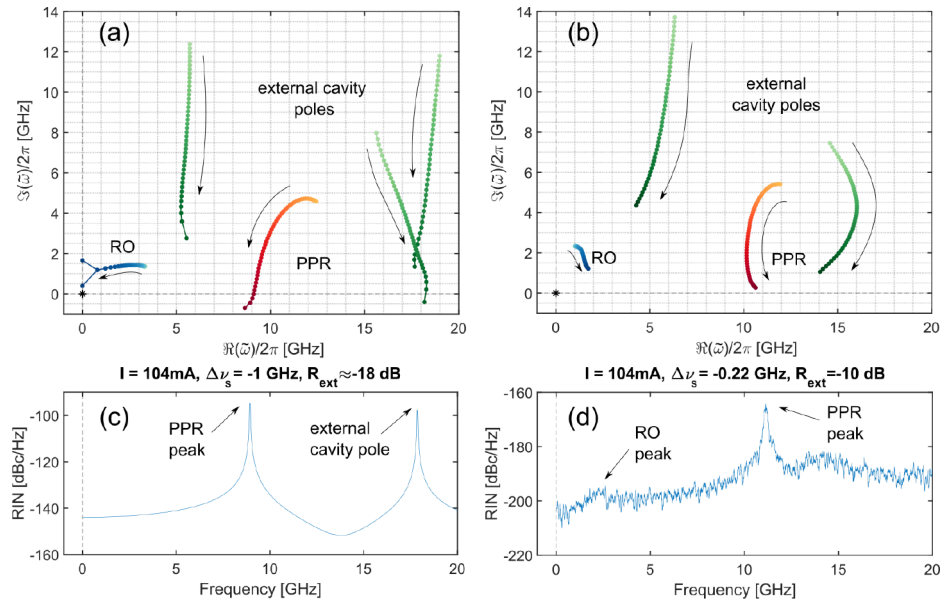 (a)
external cavity
poles
RO
PPR
14
12
10
8
6
4
2
0
ℑ(ω̃)/2π [GHz]
0
5
10
15
20
ℜ(ω̃)/2π [GHz]
(b)
external
cavity poles
RO
PPR
14
12
10
8
6
4
2
0
ℑ(ω̃)/2π [GHz]
0
5
10
15
20
ℜ(ω̃)/2π [GHz]
I = 104mA, Δνs = -1 GHz, Rext≈-18 dB
(c)
PPR
peak
external
cavity pole
-100
-120
-140
-160
RIN [dBc/Hz]
0
5
10
15
20
Frequency [GHz]
I = 104mA, Δνs = -0.22 GHz, Rext=-10 dB
(d)
RO
peak
PPR
peak
-160
-180
-200
-220
RIN [dBc/Hz]
0
5
10
15
20
Frequency [GHz]